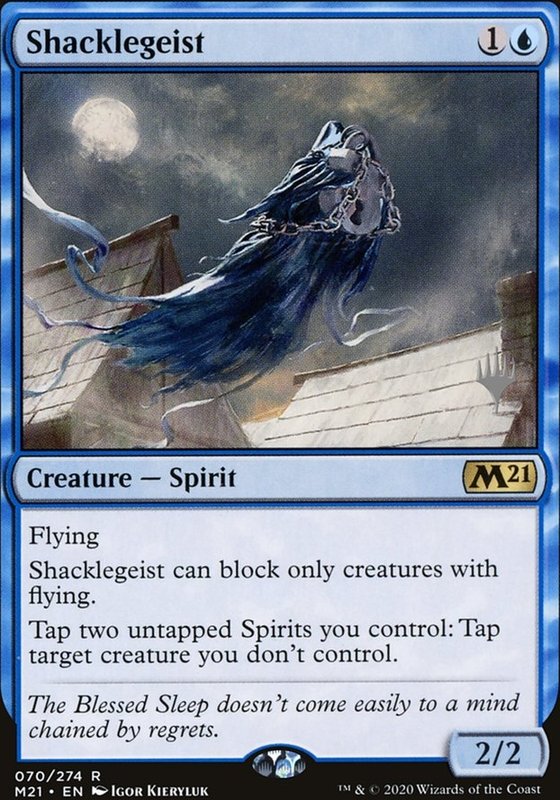 Shacklegeist 1
Creature — Spirit
M21
Flying
Shacklegeist can block only creatures with
flying.
Tap two untapped Spirits you control: Tap
target creature you don't control.
The Blessed Sleep doesn't come easily to a mind
chained by regrets.
2/2
070/274 R
M21 • EN Igor Kieryluk
™ & © 2020 Wizards of the Coast